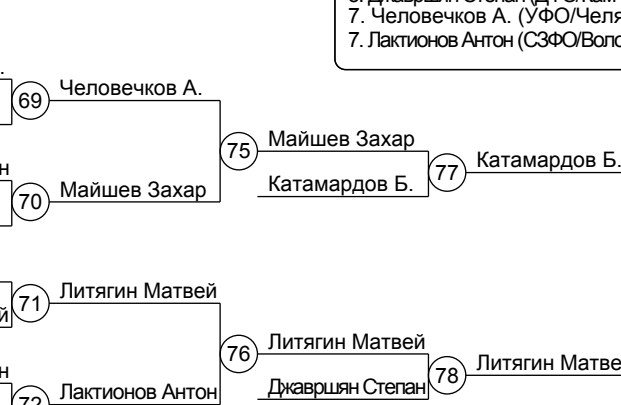 7. Человечков А. (УФО/Челя
7. Лактионов Антон (СЗФО/Воло
69
Человечков А.
75
Майшев Захар
77
Катамардов Б.
Катамардов Б.
н
70
Майшев Захар
71
Литягин Матвей
й
76
Литягин Матвей
78
Литягин Матве
н
72
Лактионов Антон
Джавршян Степан